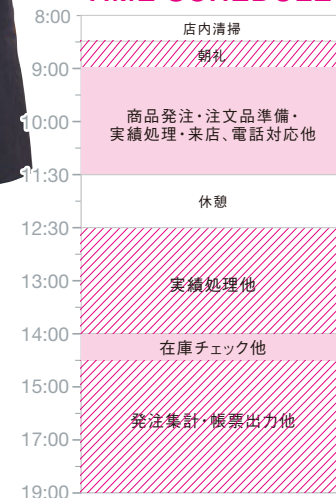 TIME SCHEDULE
8:00
店内清掃
朝礼
9:00
10:00
商品発注・注文品準備・
実績処理・来店、電話対応他
11:30
休憩
12:30
13:00
実績処理他
14:00
在庫チェック他
15:00
発注集計・帳票出力他
17:00
19:00